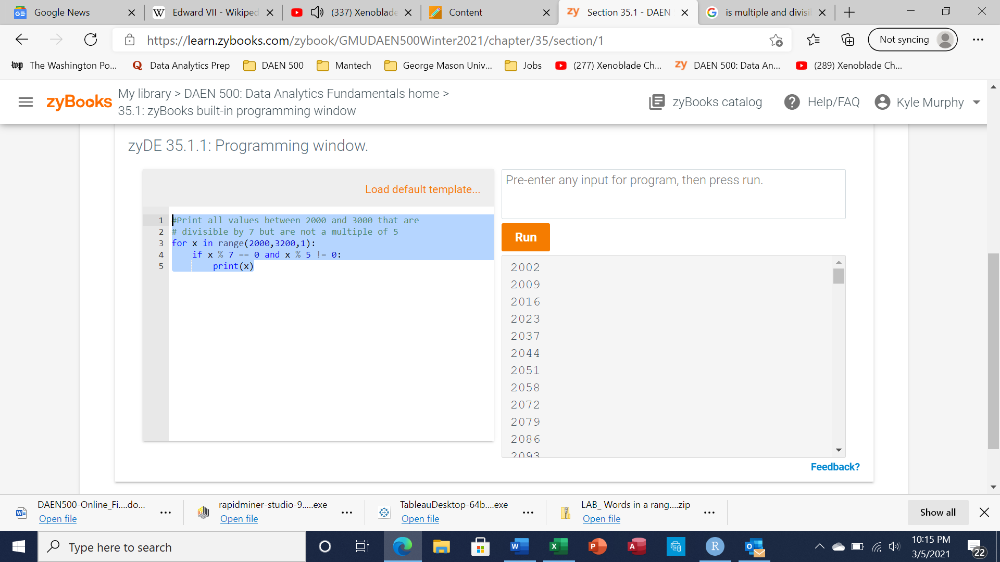 Google News
Edward VII - Wikiped
(337) Xenoblade
Content
zy Section 35.1 - DAEN
is multiple and divisi
https://learn.zybooks.com/zybook/GMUDAEN500Winter2021/chapter/35/section/1
Not syncing
wp The Washington Po...
Data Analytics Prep
DAEN 500
Mantech
George Mason Univ...
Jobs
(277) Xenoblade Ch...
zy DAEN 500: Data An...
(289) Xenoblade Ch...
zyBooks
My library > DAEN 500: Data Analytics Fundamentals home >
35.1: zyBooks built-in programming window
zyBooks catalog
Help/FAQ
Kyle Murphy
zyDE 35.1.1: Programming window.
Load default template...
1 #Print all values between 2000 and 3000 that are
2 # divisible by 7 but are not a multiple of 5
3 for x in range(2000,3200,1):
4 if x % 7 == 0 and x % 5 != 0:
5 print(x)
Pre-enter any input for program, then press run.
Run
2002
2009
2016
2023
2037
2044
2051
2058
2072
2079
2086
2093
Feedback?
DAEN500-Online_Fi....do...
Open file
rapidminer-studio-9.....exe
Open file
TableauDesktop-64b....exe
Open file
LAB_ Words in a rang....zip
Open file
Show all
Type here to search
10:15 PM
3/5/2021
22